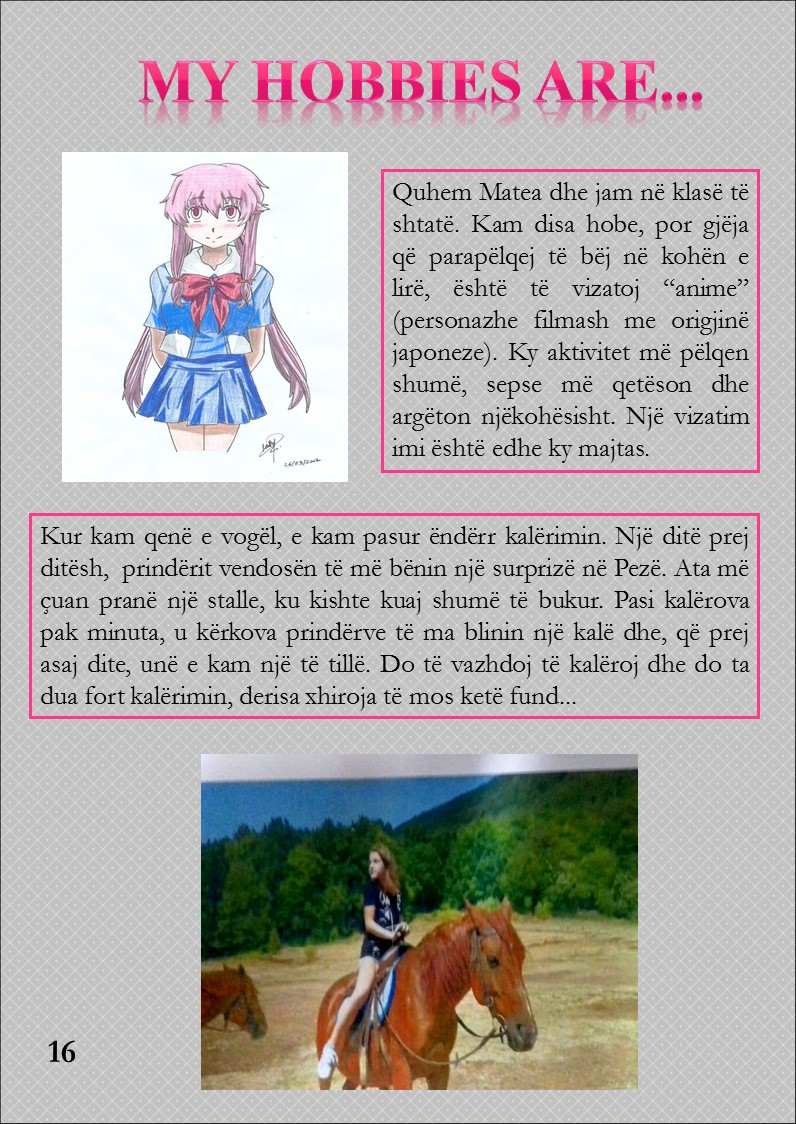 MY HOBBIES ARE...
Quhem Matea dhe jam në klasë të
shtatë. Kam disa hobe, por gjëja
që parapëlqej të bëj në kohën e
lirë, është të vizatoj “anime”
(personazhe filmash me origjinë
japoneze). Ky aktivitet më pëlqen
shumë, sepse më qetëson dhe
argëton njëkohësisht. Një vizatim
imi është edhe ky majtas.
Kur kam qenë e vogël, e kam pasur ëndërr kalërimin. Një ditë prej
ditësh, prindërit vendosën të më bënin një surprizë në Pezë. Ata më
çuan pranë një stalle, ku kishte kuaj shumë të bukur. Pasi kalërova
pak minuta, u kërkova prindërve të ma blinin një kalë dhe, që prej
asaj dite, unë e kam një të tillë. Do të vazhdoj të kalëroj dhe do ta
dua fort kalërimin, derisa xhiroja të mos ketë fund...
16